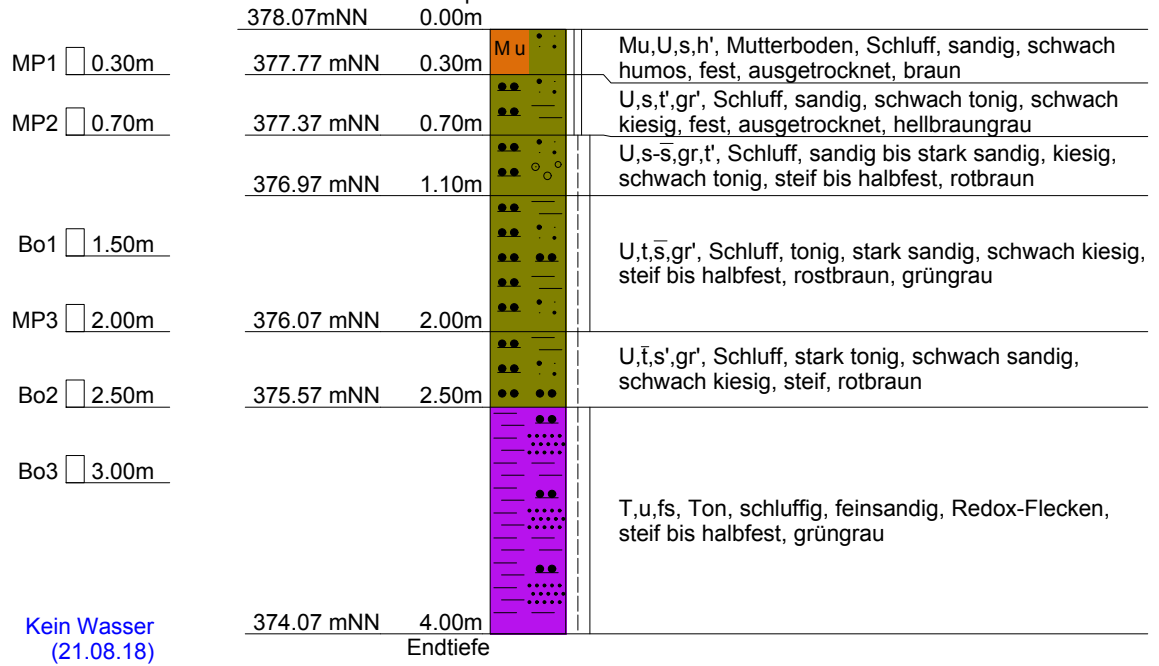 378.07mNN 0.00m
MP1 0.30m 377.77 mNN 0.30m Mu
Mu,U,s,h', Mutterboden, Schluff, sandig, schwach
humos, fest, ausgetrocknet, braun
MP2 0.70m 377.37 mNN 0.70m
U,s,t',gr', Schluff, sandig, schwach tonig, schwach
kiesig, fest, ausgetrocknet, hellbraungrau
376.97 mNN 1.10m
U,s-s̅,gr,t', Schluff, sandig bis stark sandig, kiesig,
schwach tonig, steif bis halbfest, rotbraun
Bo1 1.50m
U,t,s̅,gr', Schluff, tonig, stark sandig, schwach kiesig,
steif bis halbfest, rostbraun, grüngrau
MP3 2.00m 376.07 mNN 2.00m
U,t̅,s',gr', Schluff, stark tonig, schwach sandig,
schwach kiesig, steif, rotbraun
Bo2 2.50m 375.57 mNN 2.50m
Bo3 3.00m
T,u,fs, Ton, schluffig, feinsandig, Redox-Flecken,
steif bis halbfest, grüngrau
374.07 mNN 4.00m
Endtiefe
Kein Wasser
(21.08.18)